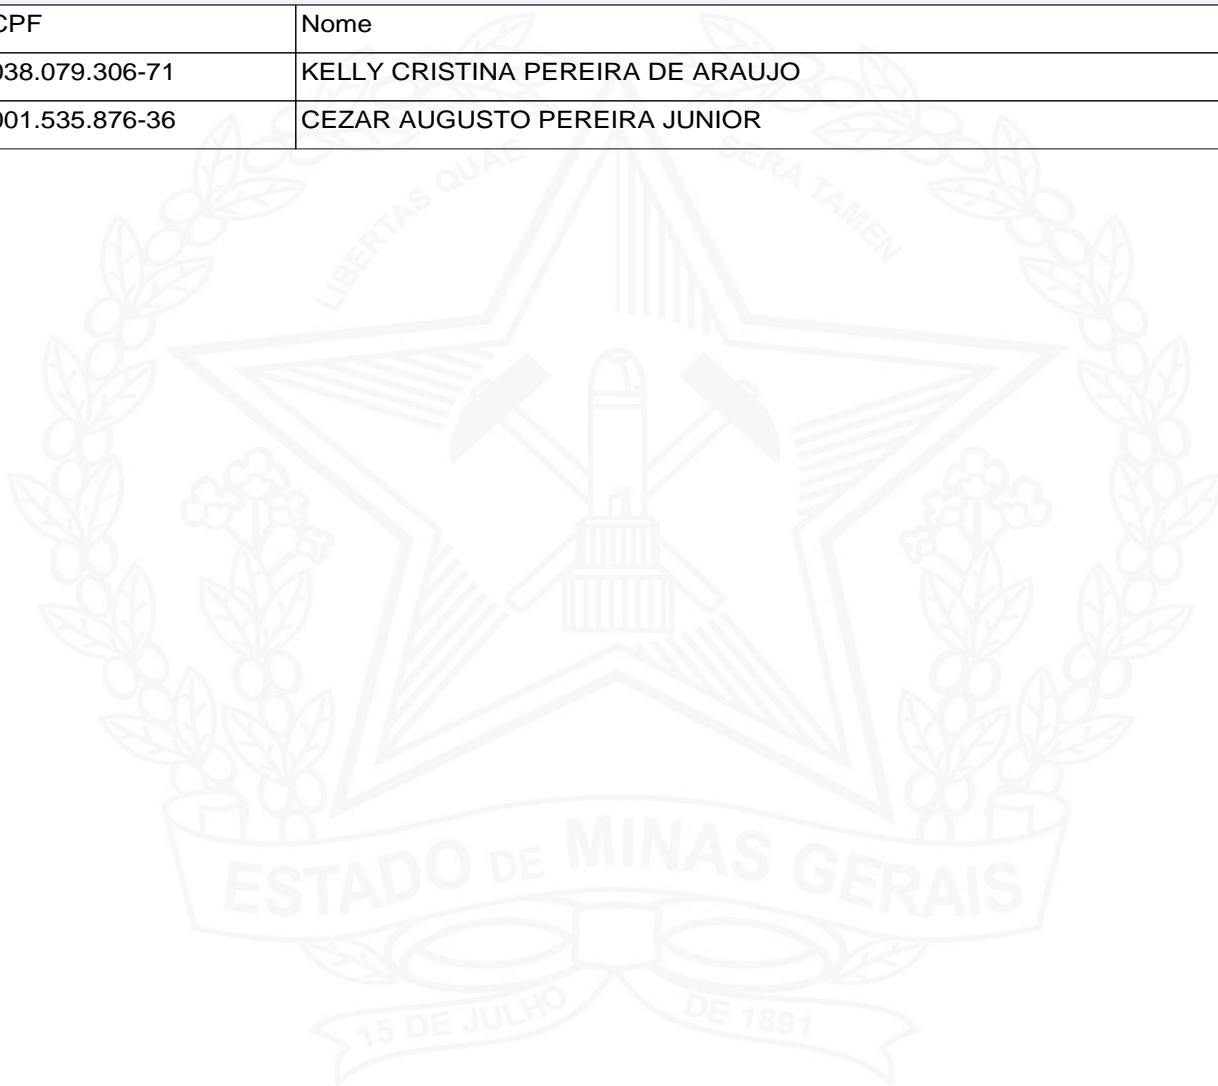 CPF Nome
038.079.306-71 KELLY CRISTINA PEREIRA DE ARAUJO
001.535.876-36 CEZAR AUGUSTO PEREIRA JUNIOR
LIBERTAS QUAE SERA TAMEN
ESTADO DE MINAS GERAIS
15 DE JULHO DE 1891